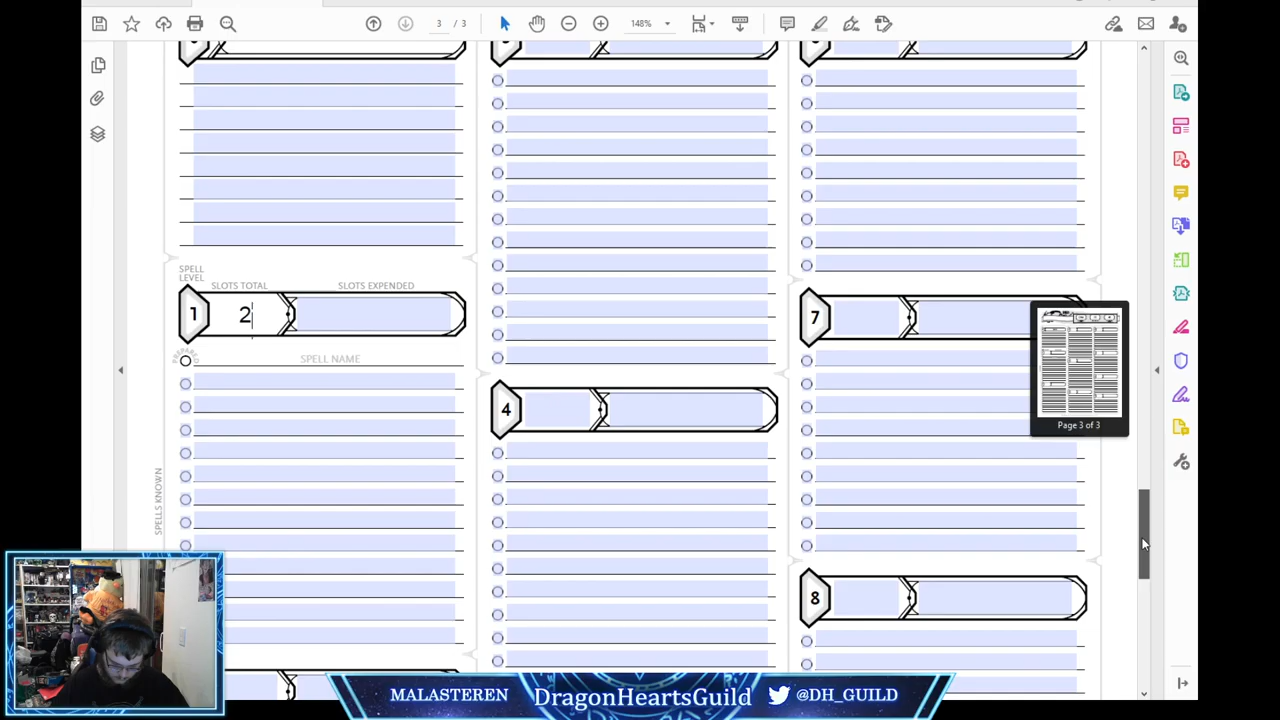 3 / 3
148%
SPELL
LEVEL
SLOTS TOTAL
SLOTS EXPENDED
1
2
7
PREPARED
SPELL NAME
4
Page 3 of 3
SPELLS KNOWN
8
MALASTEREN
DragonHeartsGuild
@DH_GUILD